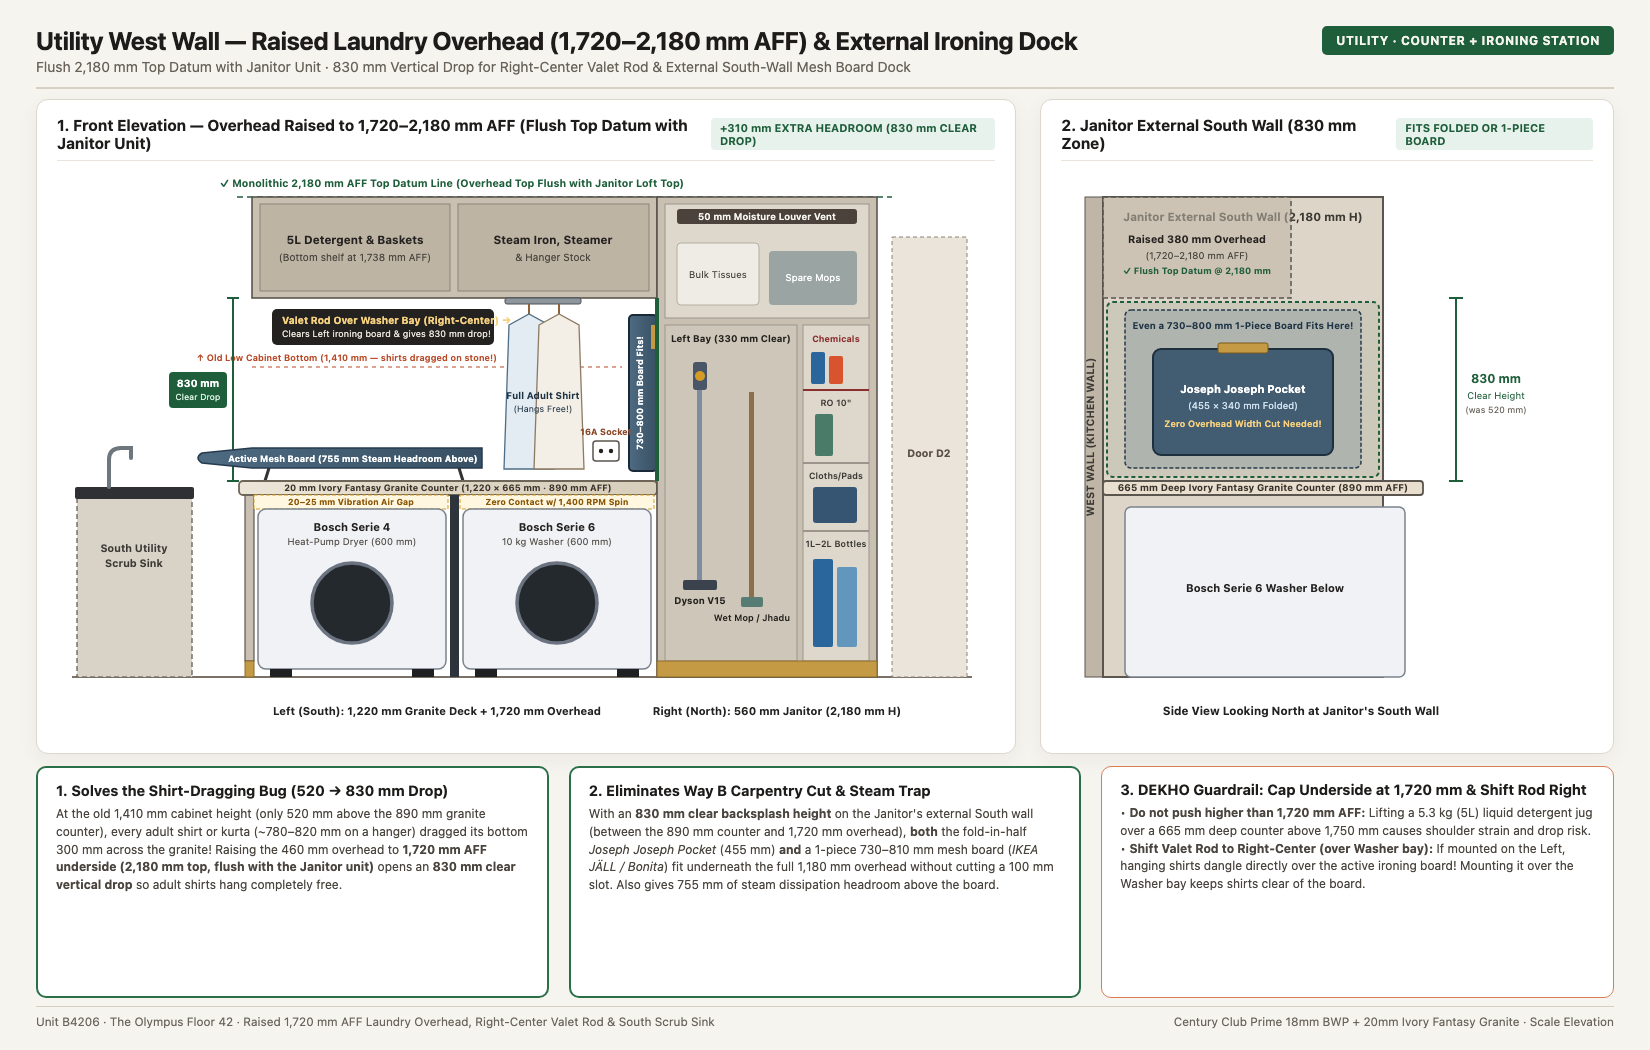 Utility West Wall — Raised Laundry Overhead (1,720–2,180 mm AFF) & External Ironing Dock
Flush 2,180 mm Top Datum with Janitor Unit · 830 mm Vertical Drop for Right-Center Valet Rod & External South-Wall Mesh Board Dock
UTILITY · COUNTER + IRONING STATION
1. Front Elevation — Overhead Raised to 1,720–2,180 mm AFF (Flush Top Datum with
Janitor Unit)
+310 mm EXTRA HEADROOM (830 mm CLEAR
DROP)
✓ Monolithic 2,180 mm AFF Top Datum Line (Overhead Top Flush with Janitor Loft Top)
5L Detergent & Baskets
(Bottom shelf at 1,738 mm AFF)
Steam Iron, Steamer
& Hanger Stock
50 mm Moisture Louver Vent
Bulk Tissues
Spare Mops
Valet Rod Over Washer Bay (Right-Center) →
Clears Left ironing board & gives 830 mm drop!
↑ Old Low Cabinet Bottom (1,410 mm — shirts dragged on stone!)
830 mm
Clear Drop
Full Adult Shirt
(Hangs Free!)
16A Socket
730–800 mm Board Fits!
Left Bay (330 mm Clear)
Chemicals
RO 10"
Cloths/Pads
1L–2L Bottles
Dyson V15
Wet Mop / Jhadu
Door D2
Active Mesh Board (755 mm Steam Headroom Above)
20 mm Ivory Fantasy Granite Counter (1,220 × 665 mm · 890 mm AFF)
20–25 mm Vibration Air Gap
Zero Contact w/ 1,400 RPM Spin
Bosch Serie 4
Heat-Pump Dryer (600 mm)
Bosch Serie 6
10 kg Washer (600 mm)
South Utility
Scrub Sink
Left (South): 1,220 mm Granite Deck + 1,720 mm Overhead
Right (North): 560 mm Janitor (2,180 mm H)
2. Janitor External South Wall (830 mm
Zone)
FITS FOLDED OR 1-PIECE
BOARD
Janitor External South Wall (2,180 mm H)
Raised 380 mm Overhead
(1,720–2,180 mm AFF)
✓ Flush Top Datum @ 2,180 mm
Even a 730–800 mm 1-Piece Board Fits Here!
Joseph Joseph Pocket
(455 × 340 mm Folded)
Zero Overhead Width Cut Needed!
WEST WALL (KITCHEN WALL)
830 mm
Clear Height
(was 520 mm)
665 mm Deep Ivory Fantasy Granite Counter (890 mm AFF)
Bosch Serie 6 Washer Below
Side View Looking North at Janitor's South Wall
1. Solves the Shirt-Dragging Bug (520 → 830 mm Drop)
At the old 1,410 mm cabinet height (only 520 mm above the 890 mm granite
counter), every adult shirt or kurta (~780–820 mm on a hanger) dragged its bottom
300 mm across the granite! Raising the 460 mm overhead to 1,720 mm AFF
underside (2,180 mm top, flush with the Janitor unit) opens an 830 mm clear
vertical drop so adult shirts hang completely free.
2. Eliminates Way B Carpentry Cut & Steam Trap
With an 830 mm clear backsplash height on the Janitor's external South wall
(between the 890 mm counter and 1,720 mm overhead), both the fold-in-half
Joseph Joseph Pocket (455 mm) and a 1-piece 730–810 mm mesh board (IKEA
JÄLL / Bonita) fit underneath the full 1,180 mm overhead without cutting a 100 mm
slot. Also gives 755 mm of steam dissipation headroom above the board.
3. DEKHO Guardrail: Cap Underside at 1,720 mm & Shift Rod Right
• Do not push higher than 1,720 mm AFF: Lifting a 5.3 kg (5L) liquid detergent jug
over a 665 mm deep counter above 1,750 mm causes shoulder strain and drop risk.
• Shift Valet Rod to Right-Center (over Washer bay): If mounted on the Left,
hanging shirts dangle directly over the active ironing board! Mounting it over the
Washer bay keeps shirts clear of the board.
Unit B4206 · The Olympus Floor 42 · Raised 1,720 mm AFF Laundry Overhead, Right-Center Valet Rod & South Scrub Sink
Century Club Prime 18mm BWP + 20mm Ivory Fantasy Granite · Scale Elevation